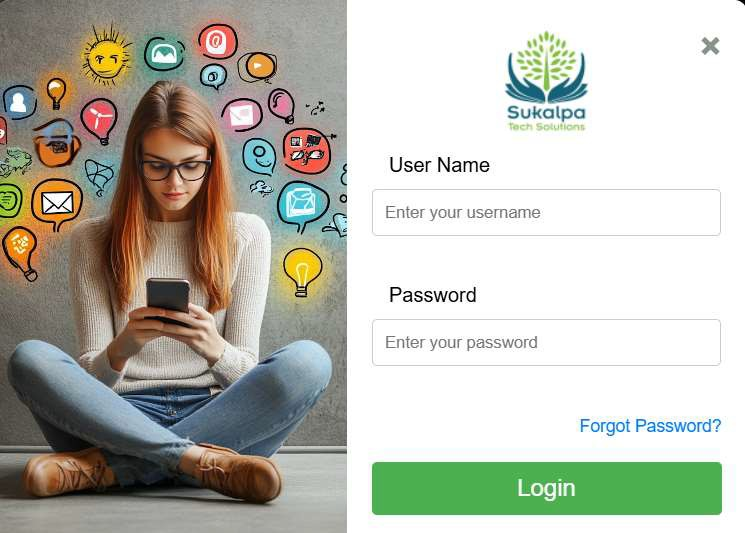 Sukalpa
Tech Solutions
User Name
Enter your username
Password
Enter your password
Forgot Password?
Login